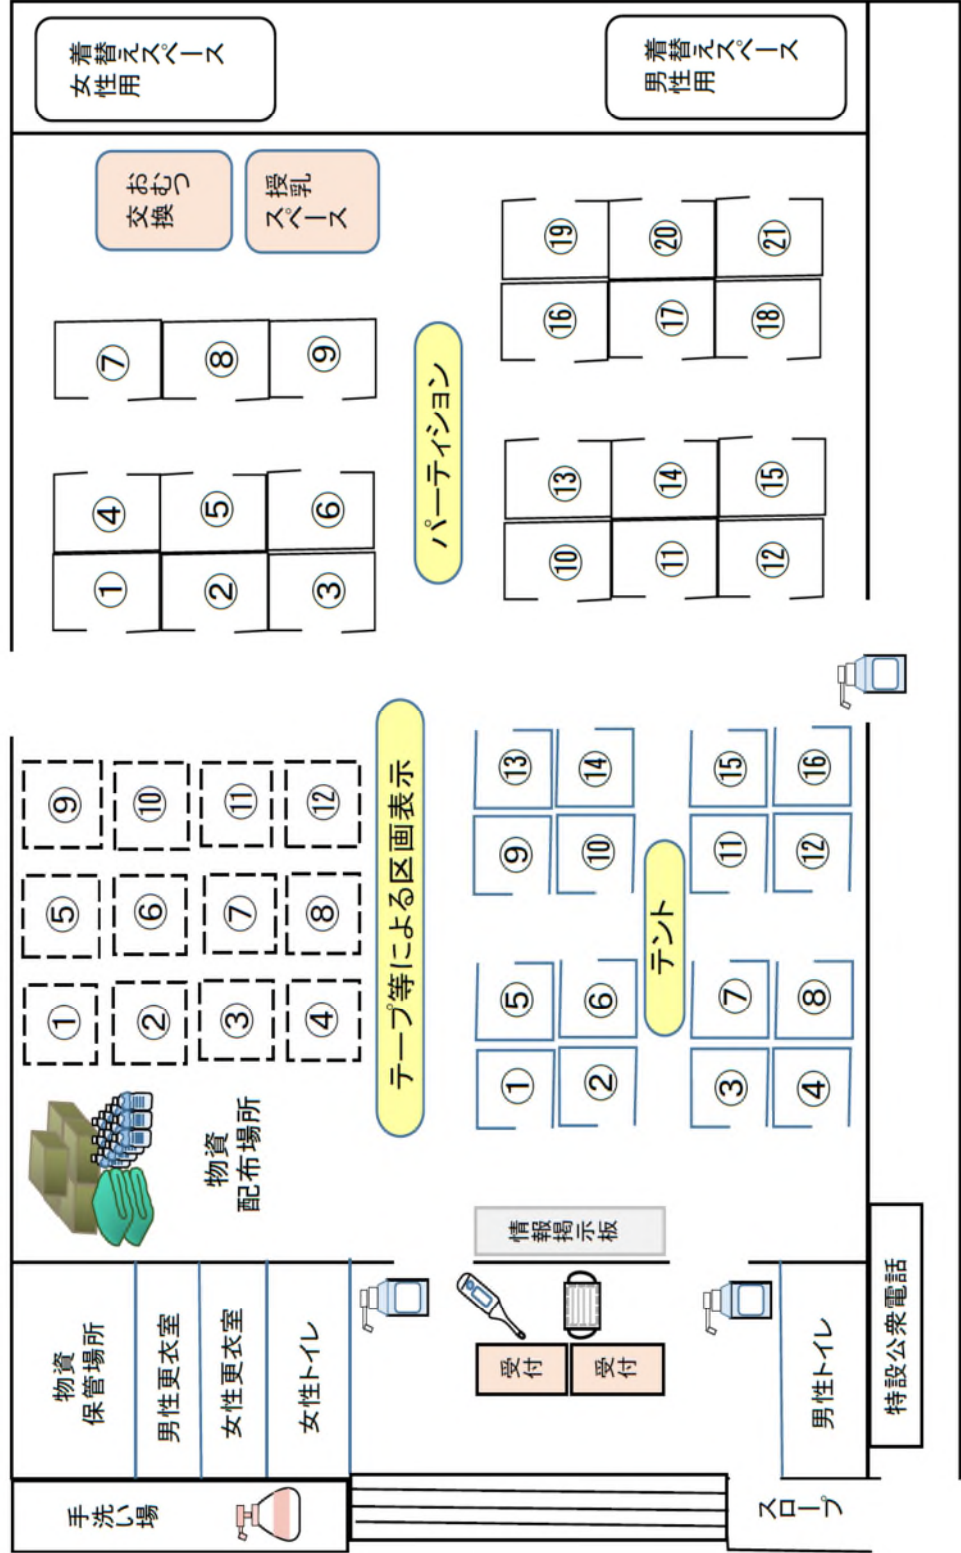 手洗い場
物資
保管場所
男性更衣室
女性更衣室
女性トイレ
受付
受付
男性トイレ
スロープ
特設公衆電話
物資
配布場所
情報掲示板
①
②
③
④
⑤
⑥
⑦
⑧
⑨
⑩
⑪
⑫
テープ等による区画表示
①
②
③
④
⑤
⑥
⑦
⑧
テント
⑨
⑩
⑪
⑫
⑬
⑭
⑮
⑯
①
②
③
④
⑤
⑥
⑦
⑧
⑨
パーティション
⑩
⑪
⑫
⑬
⑭
⑮
⑯
⑰
⑱
⑲
⑳
㉑
おむつ
交換
授乳
スペース
着替えスペース
女性用
着替えスペース
男性用